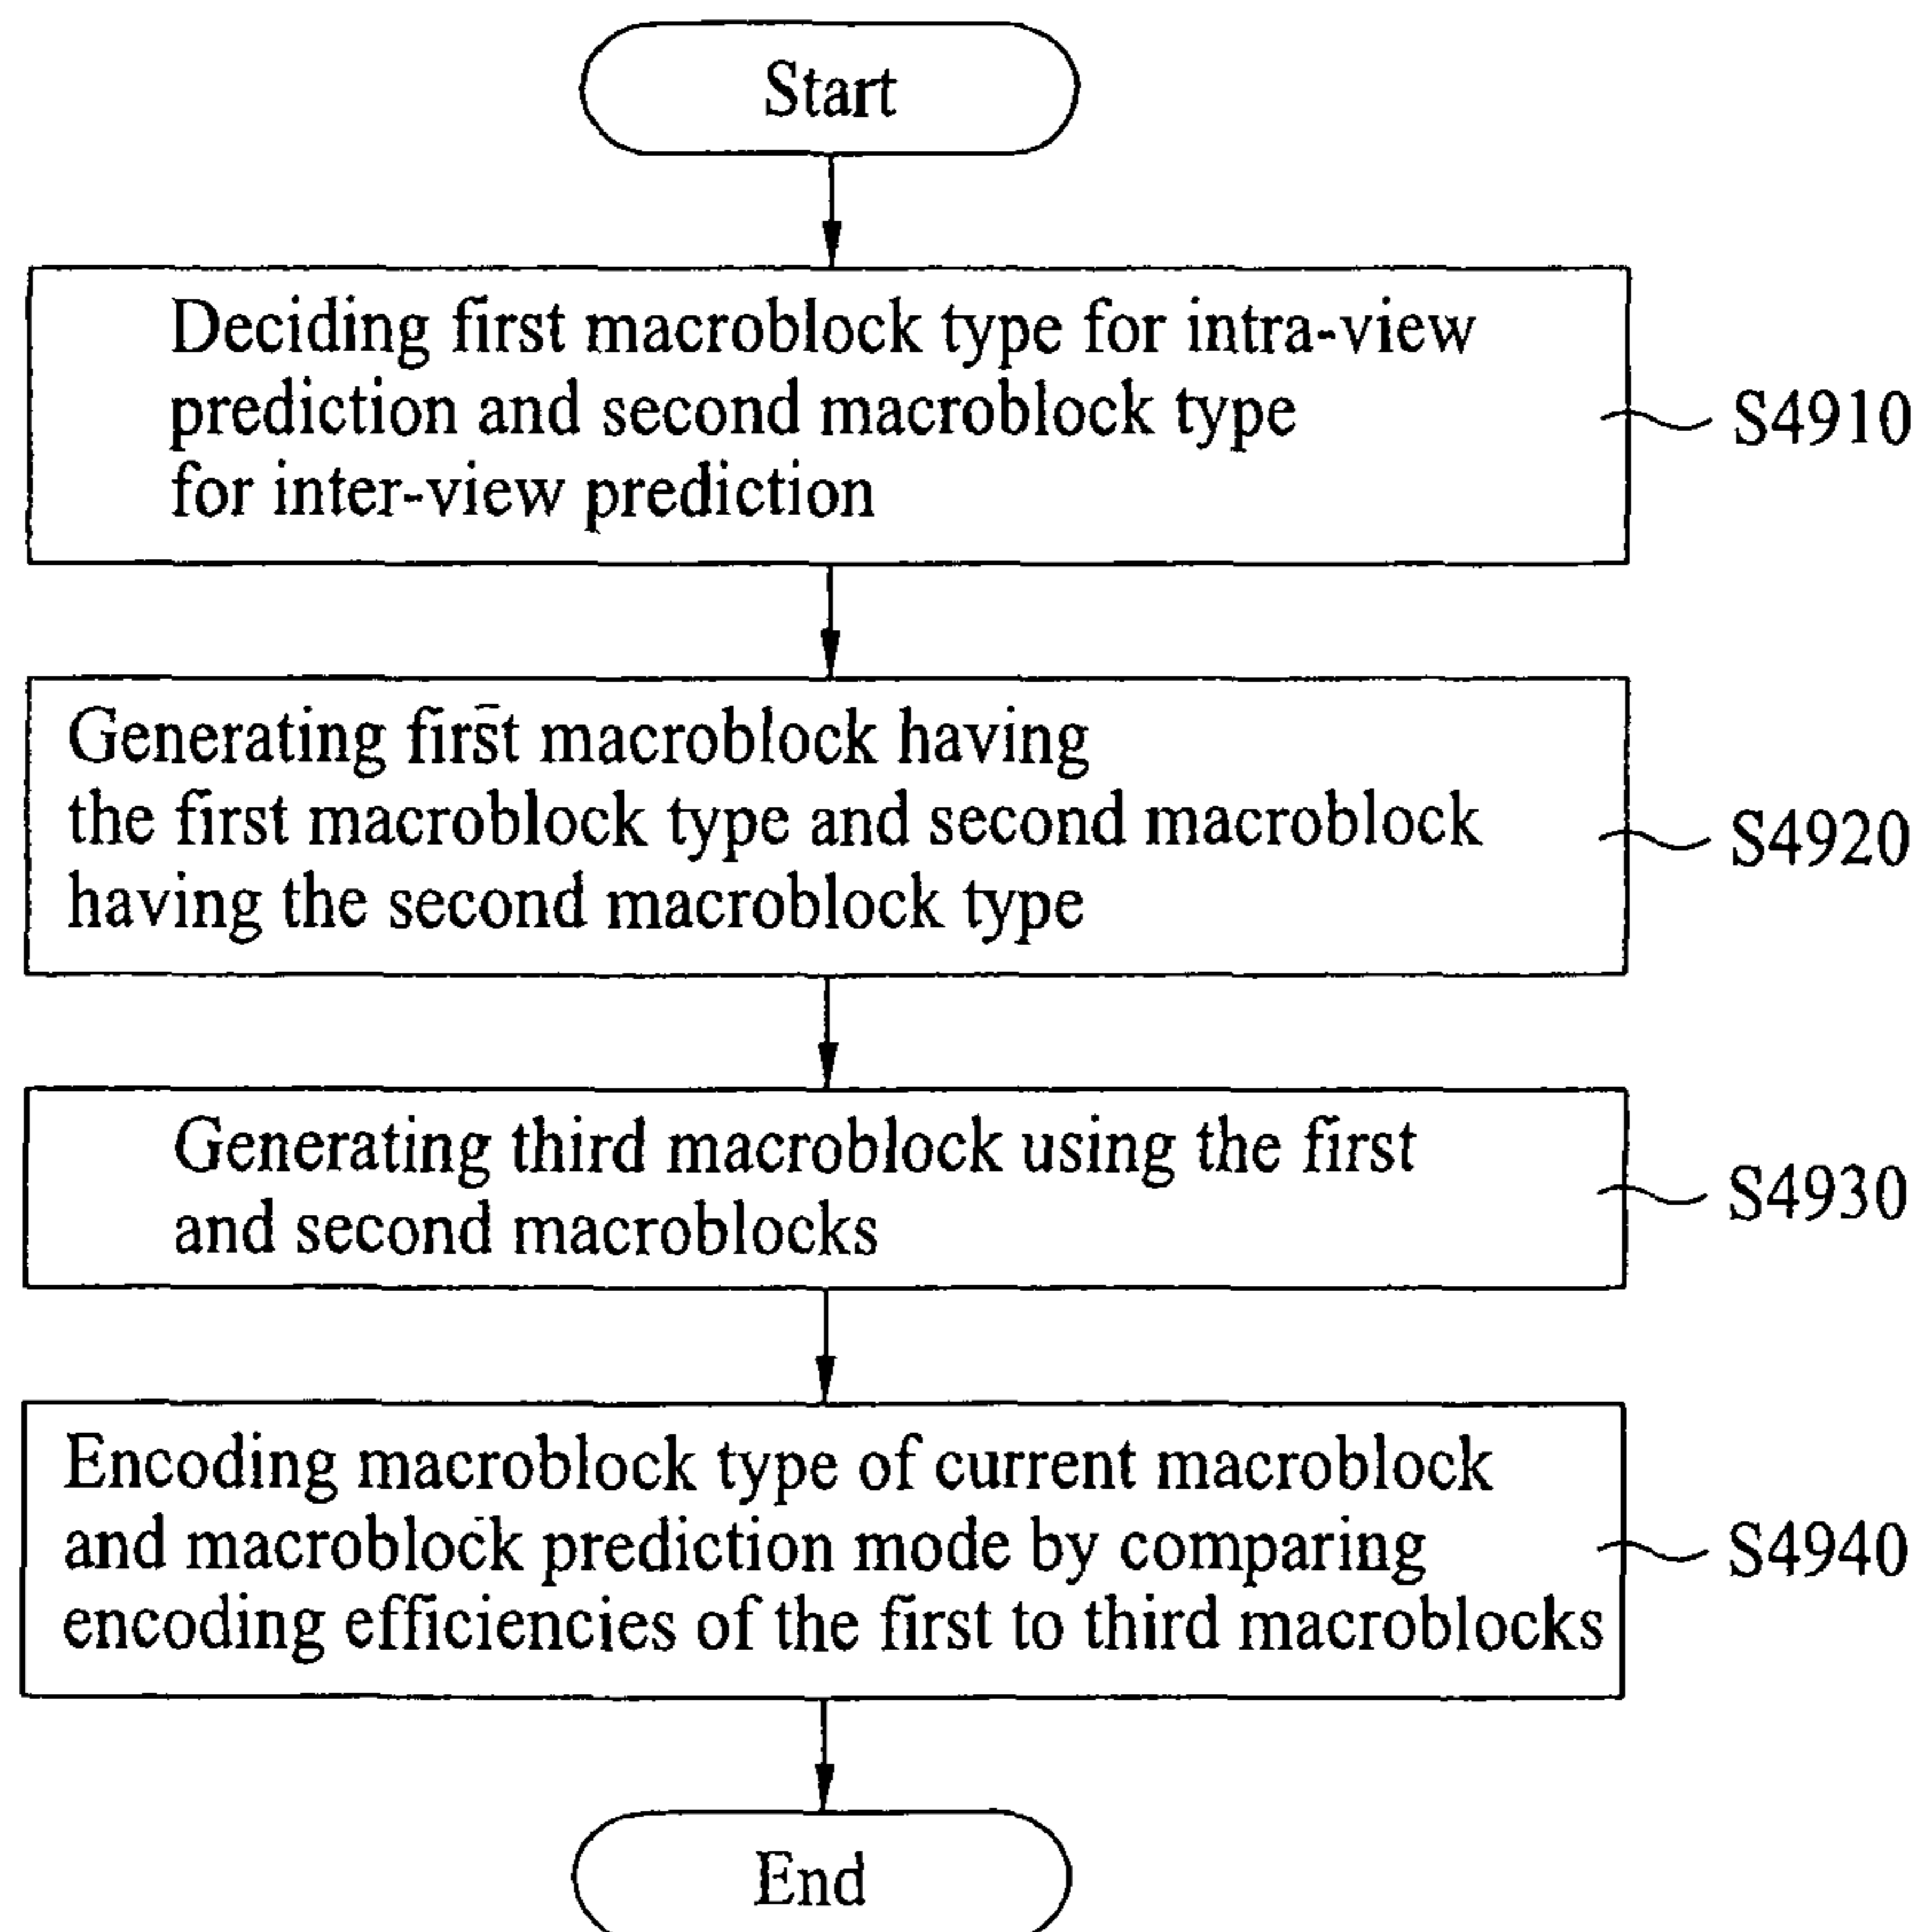 Start
Deciding first macroblock type for intra-view
prediction and second macroblock type
for inter-view prediction
S4910
Generating first macroblock having
the first macroblock type and second macroblock
having the second macroblock type
S4920
Generating third macroblock using the first
and second macroblocks
S4930
Encoding macroblock type of current macroblock
and macroblock prediction mode by comparing
encoding efficiencies of the first to third macroblocks
S4940
End